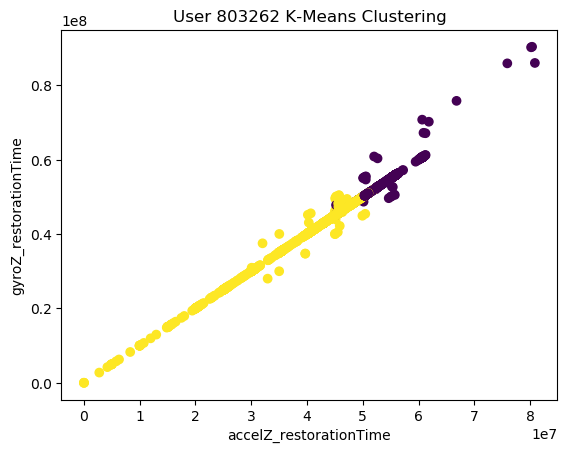 User 803262 K-Means Clustering
1e8
0.8
0.6
0.4
0.2
0.0
gyroZ_restorationTime
0 1 2 3 4 5 6 7 8
1e7
accelZ_restorationTime